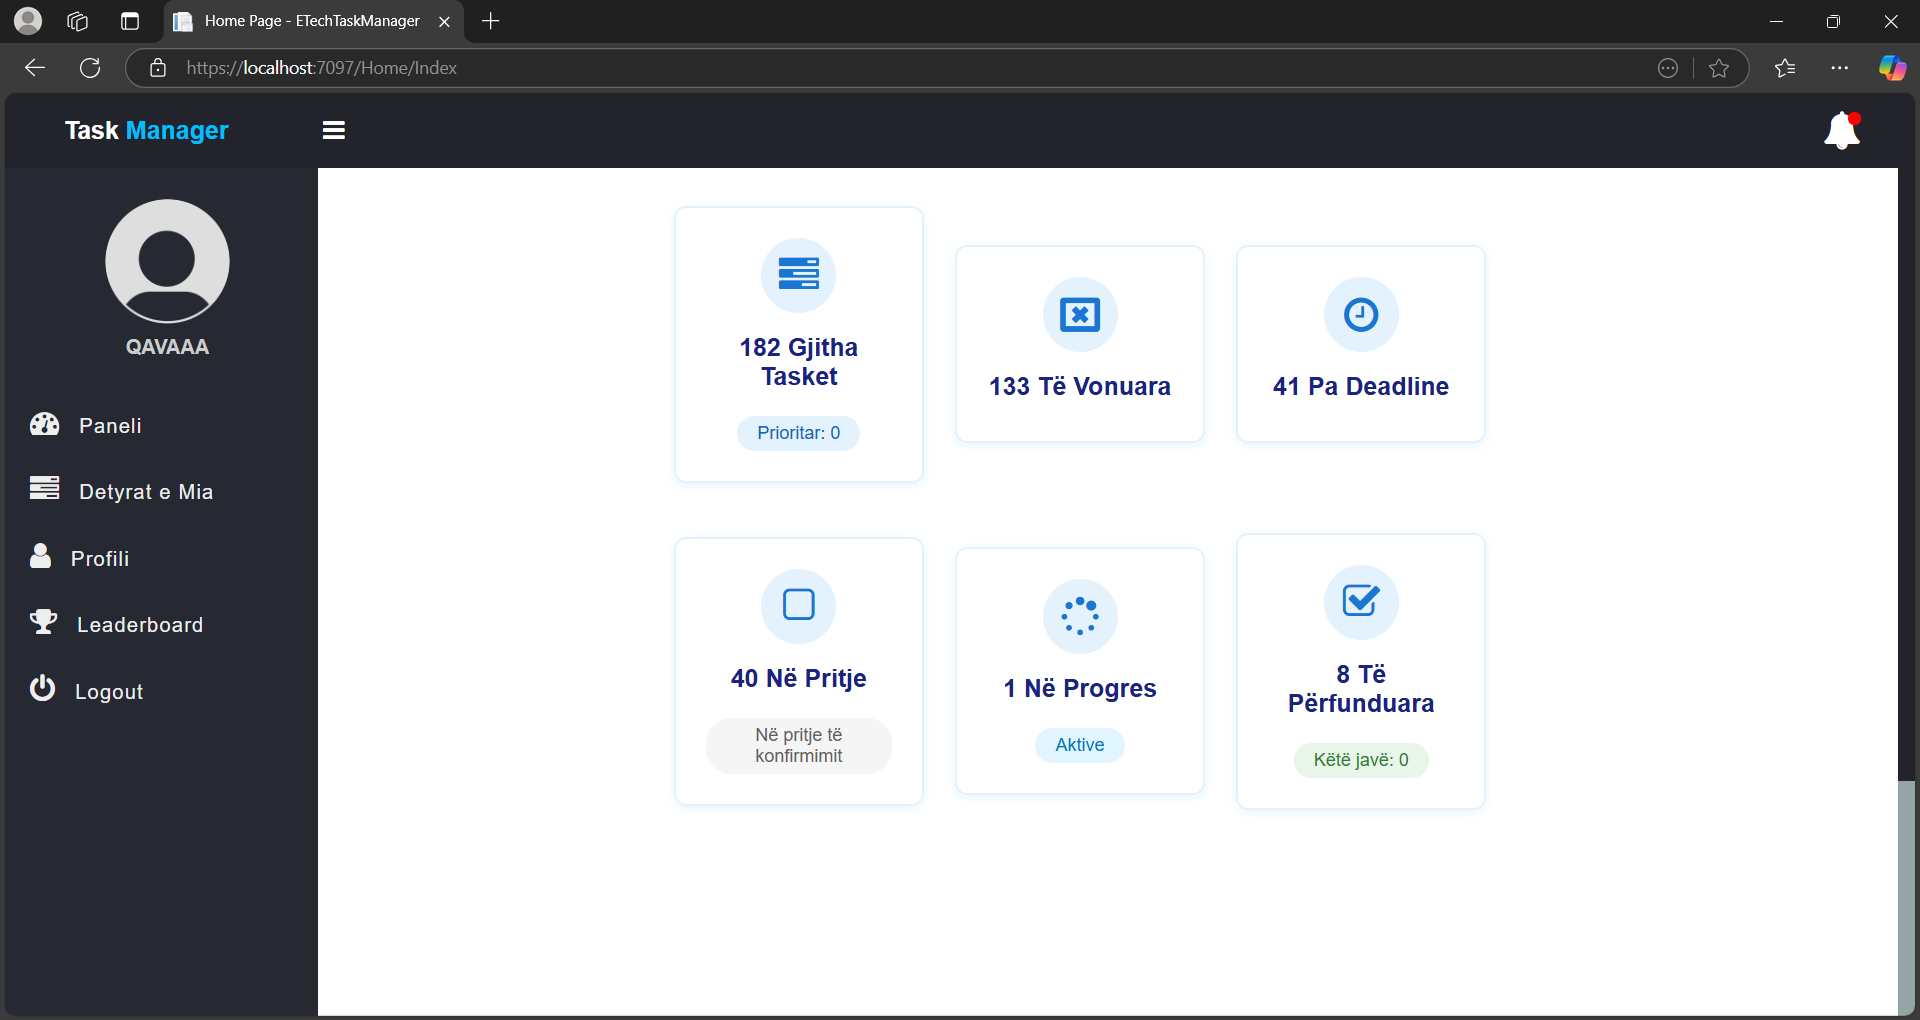 Home Page - ETechTaskManager
https://localhost:7097/Home/Index
Task Manager
QAVAAA
Paneli
Detyrat e Mia
Profili
Leaderboard
Logout
182 Gjitha
Tasket
Prioritar: 0
133 Të Vonuara
41 Pa Deadline
40 Në Pritje
Në pritje të
konfirmimit
1 Në Progres
Aktive
8 Të
Përfunduara
Këtë javë: 0